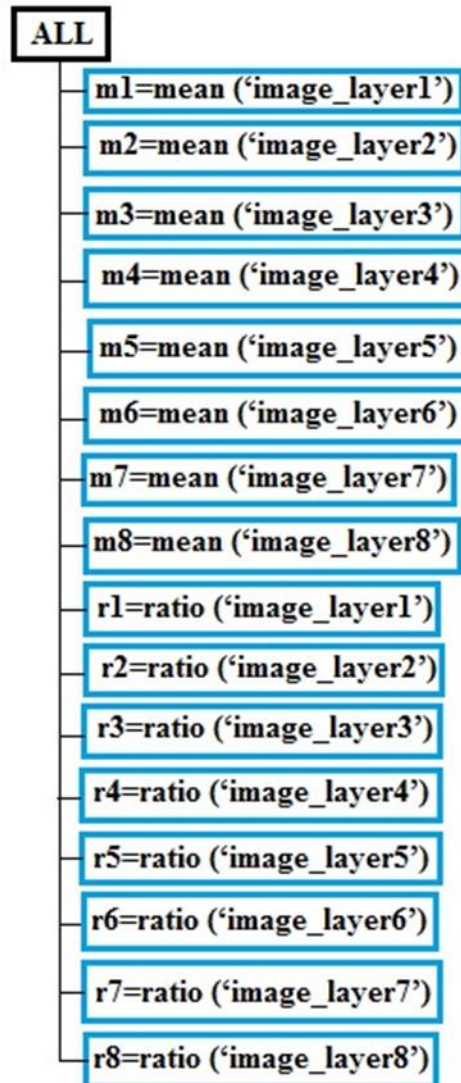 ALL
m1=mean (‘image_layer1’)
m2=mean (‘image_layer2’)
m3=mean (‘image_layer3’)
m4=mean (‘image_layer4’)
m5=mean (‘image_layer5’)
m6=mean (‘image_layer6’)
m7=mean (‘image_layer7’)
m8=mean (‘image_layer8’)
r1=ratio (‘image_layer1’)
r2=ratio (‘image_layer2’)
r3=ratio (‘image_layer3’)
r4=ratio (‘image_layer4’)
r5=ratio (‘image_layer5’)
r6=ratio (‘image_layer6’)
r7=ratio (‘image_layer7’)
r8=ratio (‘image_layer8’)